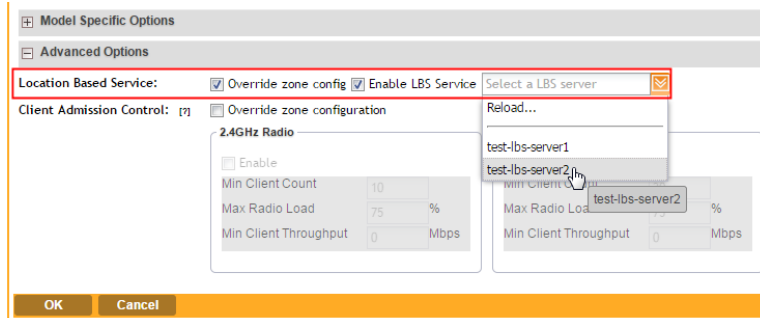 Model Specific Options
Advanced Options
Location Based Service: Override zone config Enable LBS Service Select a LBS server
Client Admission Control: [?] Override zone configuration Reload...
2.4GHz Radio
test-lbs-server1
Enable test-lbs-server2
Min Client Count 10 Min Client
Max Radio Load 75 % Max Radio test-lbs-server2 %
Min Client Throughput 0 Mbps Min Client Throughput 0 Mbps
OK Cancel